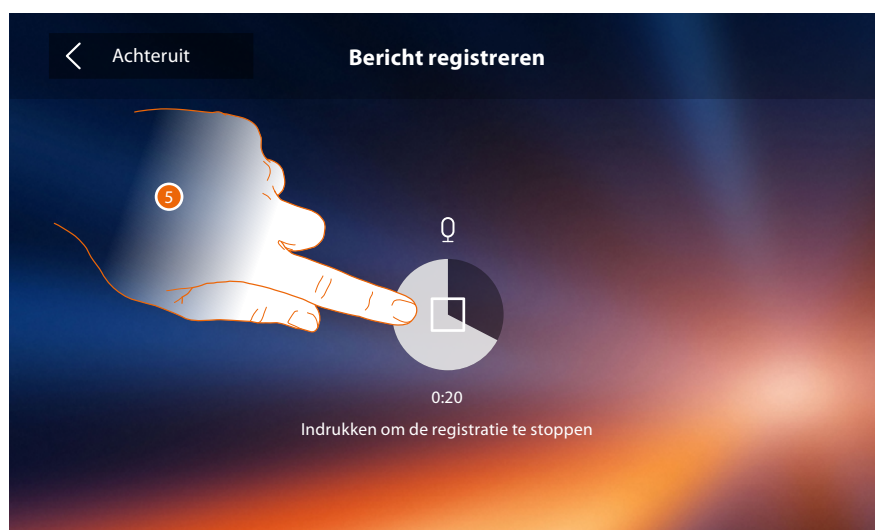 Achteruit
Bericht registreren
5
0:20
Indrukken om de registratie te stoppen